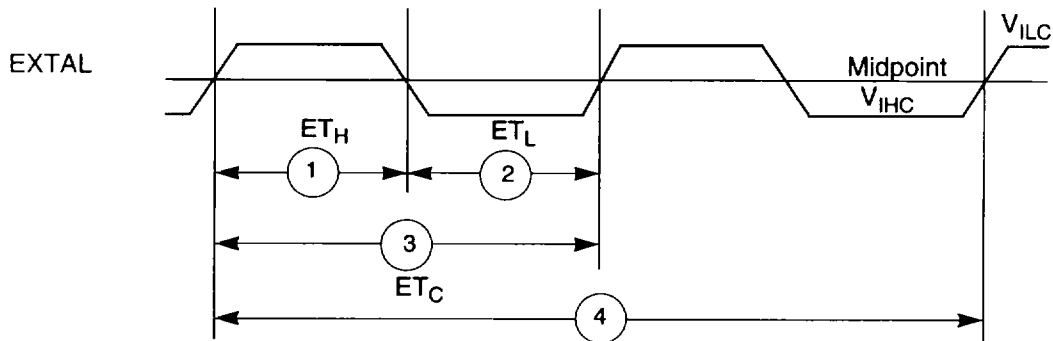 V_ILC
EXTAL
Midpoint
V_IHC
ET_H
ET_L
1
2
3
ET_C
4